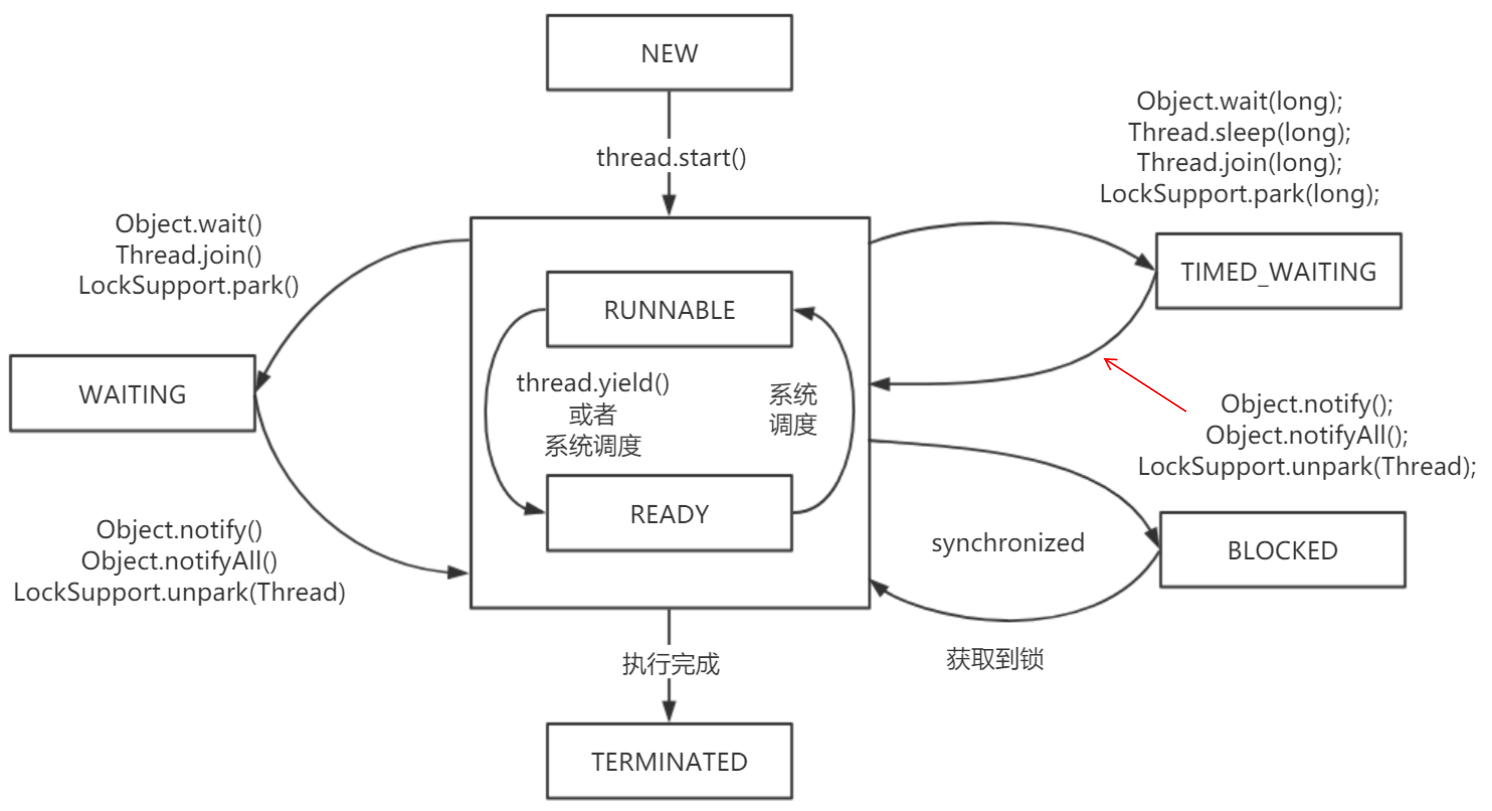 NEW
thread.start()
Object.wait(long);
Thread.sleep(long);
Thread.join(long);
LockSupport.park(long);
Object.wait()
Thread.join()
LockSupport.park()
TIMED_WAITING
RUNNABLE
WAITING
thread.yield()
或者
系统调度
系统
调度
Object.notify();
Object.notifyAll();
LockSupport.unpark(Thread);
READY
Object.notify()
Object.notifyAll()
LockSupport.unpark(Thread)
synchronized
BLOCKED
执行完成
获取到锁
TERMINATED